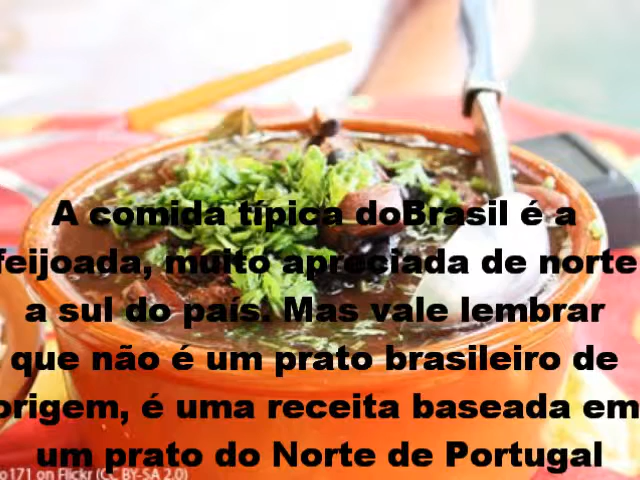 A comida típica doBrasil é a
feijoada, muito apreciada de norte
a sul do país. Mas vale lembrar
que não é um prato brasileiro de
origem, é uma receita baseada em
um prato do Norte de Portugal
o171 on Flickr (CC BY-SA 2.0)